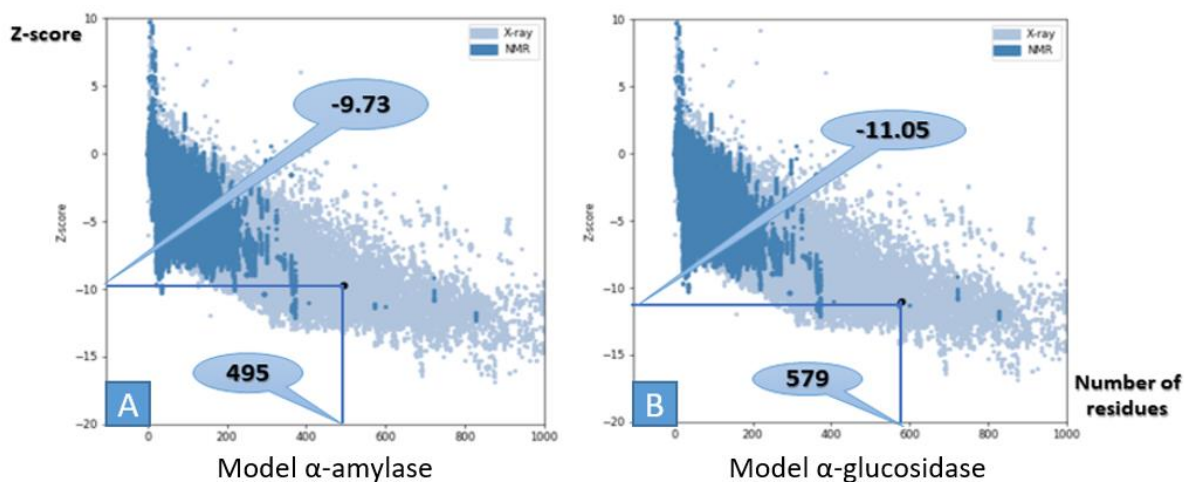 Z-score
10
5
0
−5
−10
−15
−20
Z-score
X-ray
NMR
-9.73
495
A
0
200
400
600
800
1000
Model α-amylase
10
5
0
−5
−10
−15
−20
Z-score
X-ray
NMR
-11.05
579
B
0
200
400
600
800
1000
Number of
residues
Model α-glucosidase